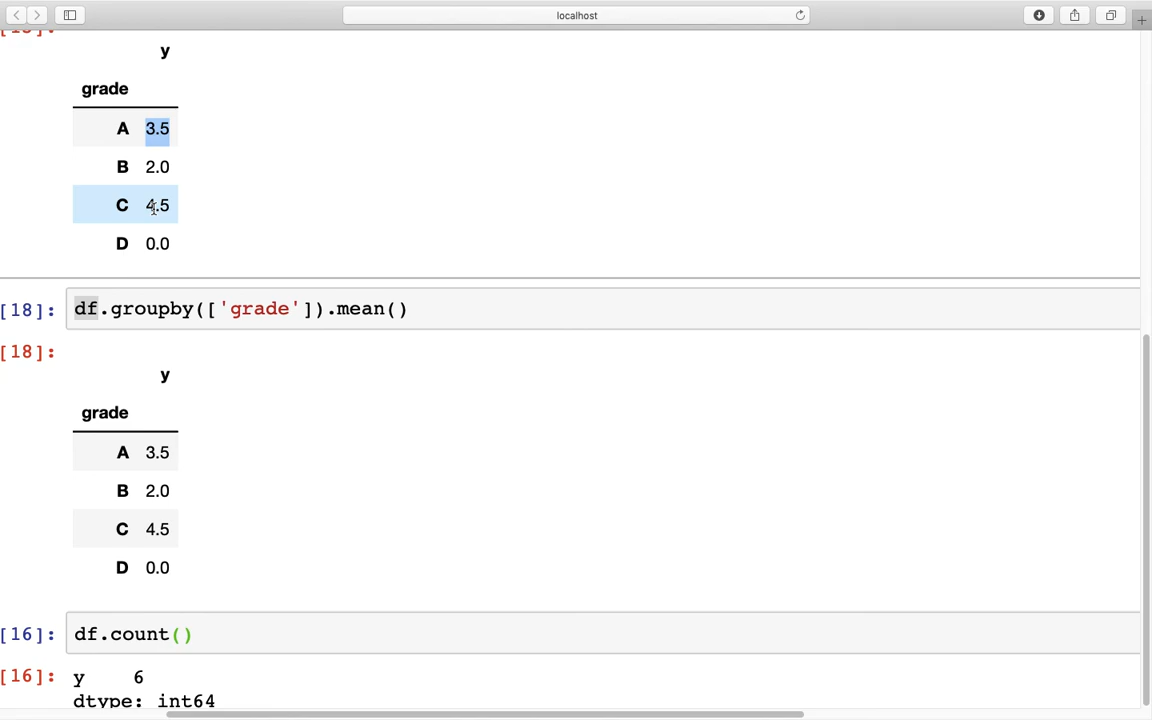 localhost
[15]:
y
grade
A 3.5
B 2.0
C 4.5
D 0.0
[18]: df.groupby(['grade']).mean()
[18]:
y
grade
A 3.5
B 2.0
C 4.5
D 0.0
[16]: df.count()
[16]: y 6
dtype: int64